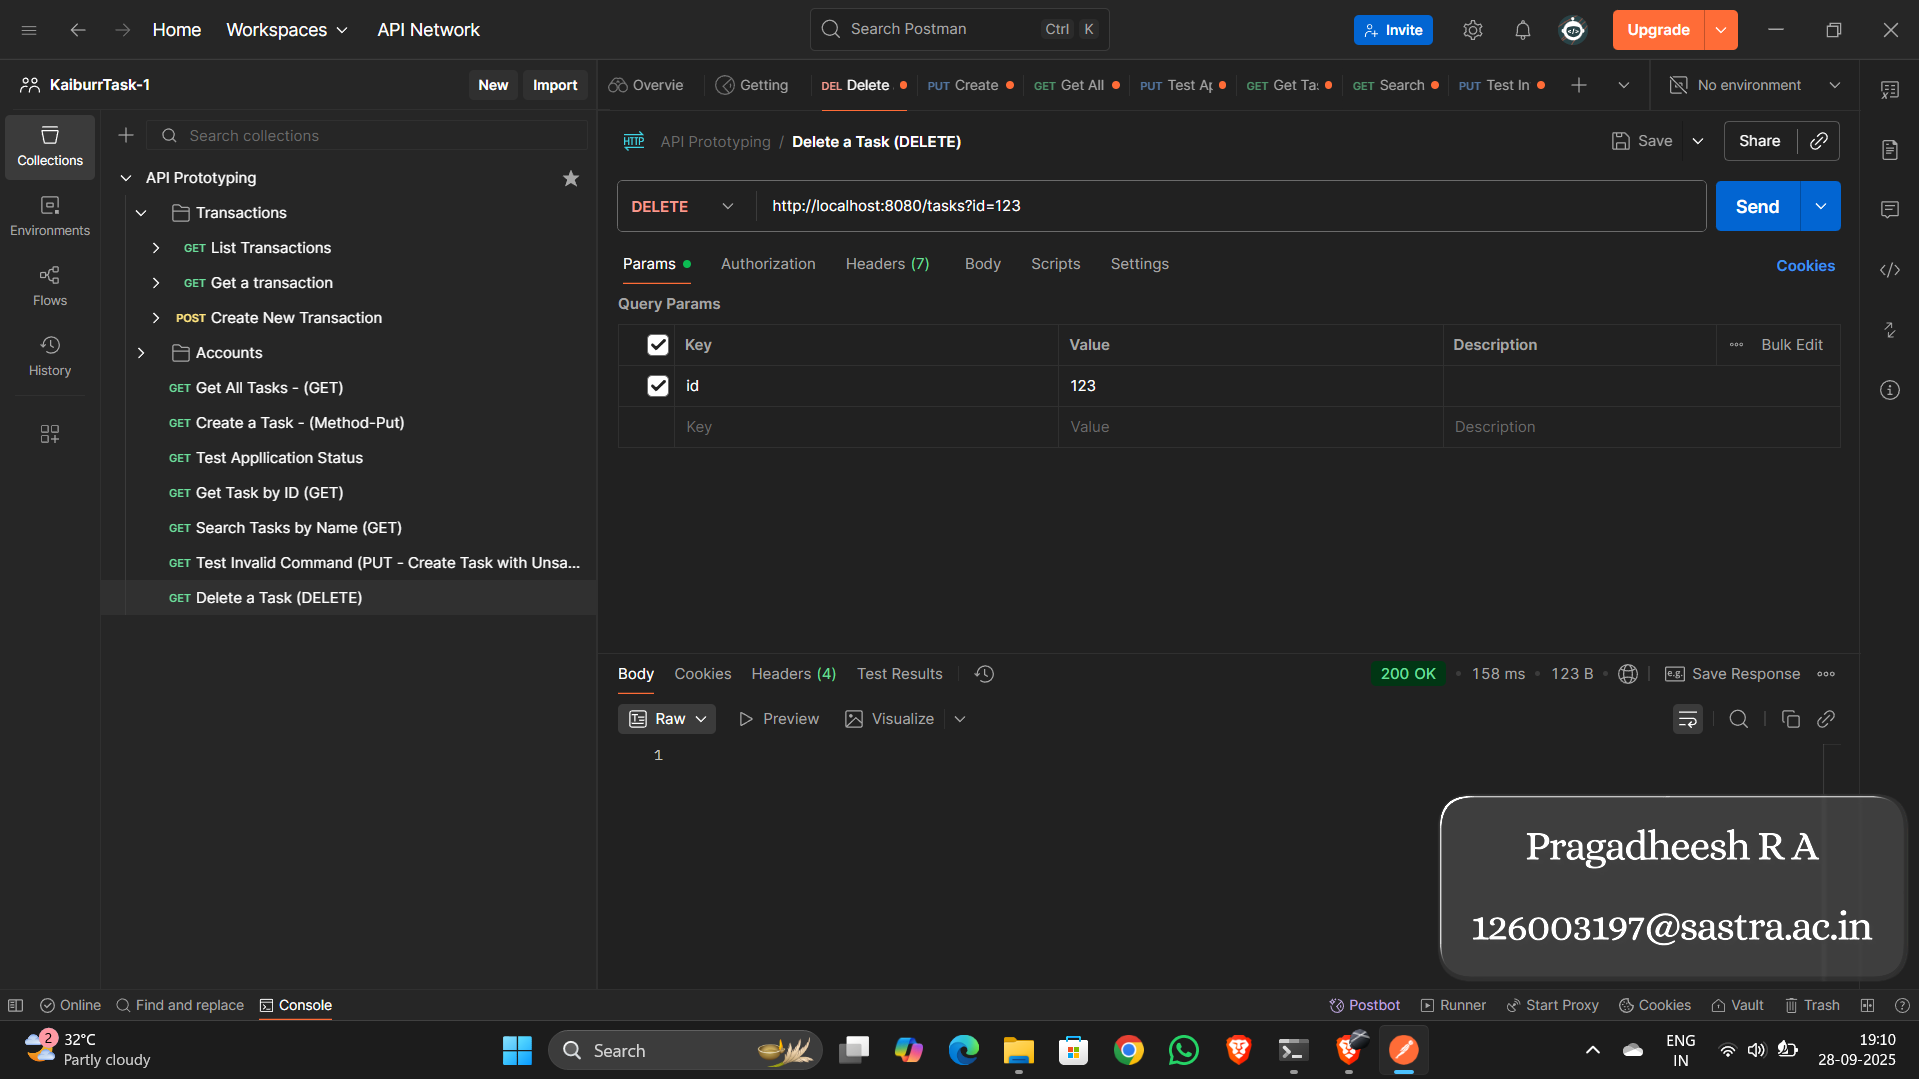 Home
Workspaces
API Network
Search Postman
Ctrl K
Invite
Upgrade
KaiburrTask-1
New
Import
Overvie
Getting
DEL Delete
PUT Create
GET Get All
PUT Test Ap
GET Get Tas
GET Search
PUT Test In
No environment
Collections
Environments
Flows
History
Search collections
API Prototyping
Transactions
GET List Transactions
GET Get a transaction
POST Create New Transaction
Accounts
GET Get All Tasks - (GET)
GET Create a Task - (Method-Put)
GET Test Appllication Status
GET Get Task by ID (GET)
GET Search Tasks by Name (GET)
GET Test Invalid Command (PUT - Create Task with Unsa...
GET Delete a Task (DELETE)
HTTP API Prototyping / Delete a Task (DELETE)
Save
Share
DELETE
http://localhost:8080/tasks?id=123
Send
Params
Authorization
Headers (7)
Body
Scripts
Settings
Cookies
Query Params
Key
Value
Description
Bulk Edit
id
123
Key
Value
Description
Body
Cookies
Headers (4)
Test Results
200 OK
158 ms
123 B
e.g. Save Response
Raw
Preview
Visualize
1
Pragadheesh R A
126003197@sastra.ac.in
Online
Find and replace
Console
Postbot
Runner
Start Proxy
Cookies
Vault
Trash
2
32°C
Partly cloudy
Search
ENG
IN
19:10
28-09-2025